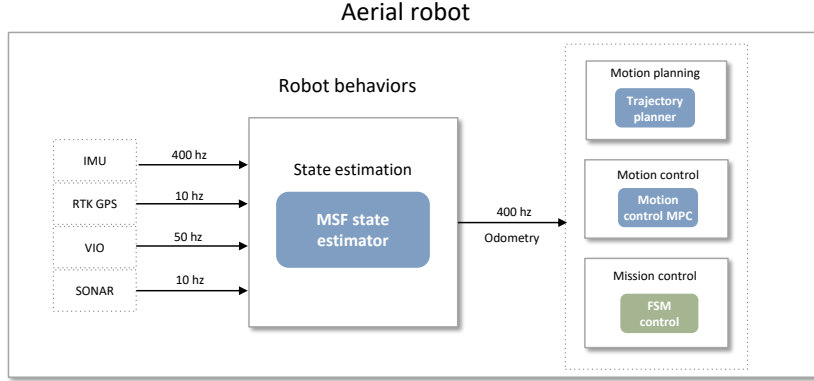 Aerial robot
Robot behaviors
IMU
400 hz
RTK GPS
10 hz
VIO
50 hz
SONAR
10 hz
State estimation
MSF state
estimator
400 hz
Odometry
Motion planning
Trajectory
planner
Motion control
Motion
control MPC
Mission control
FSM
control